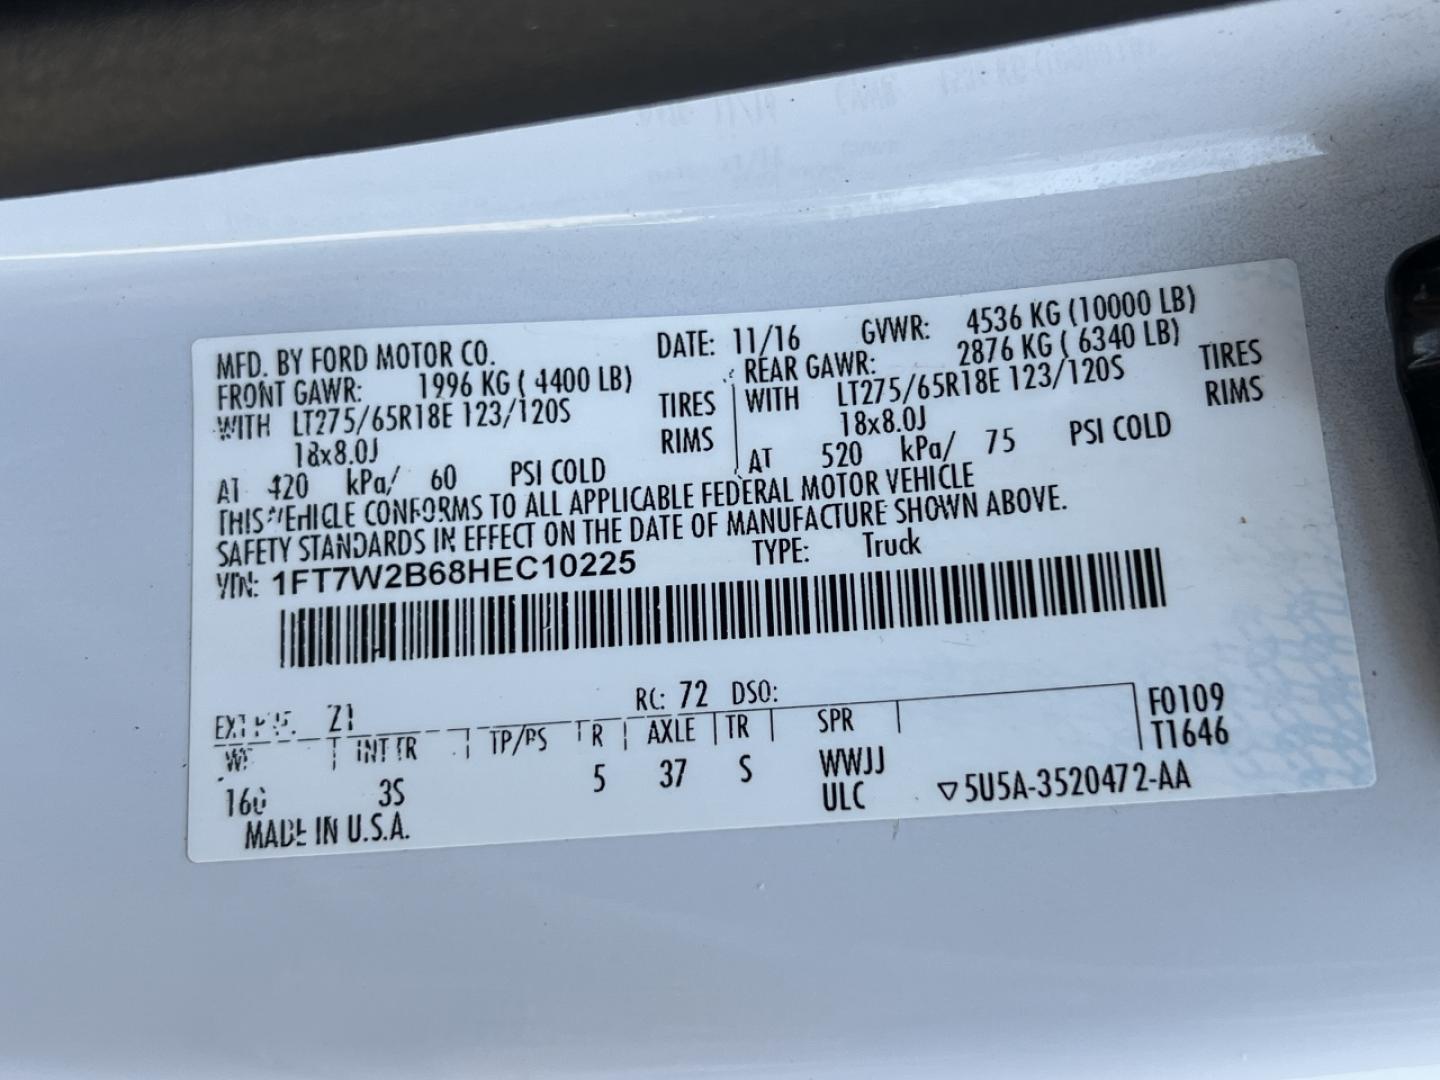 MFD. BY FORD MOTOR CO. DATE: 11/16 GVWR: 4536 KG (10000 LB)
FRONT GAWR: 1996 KG ( 4400 LB) REAR GAWR: 2876 KG ( 6340 LB)
WITH LT275/65R18E 123/120S TIRES WITH LT275/65R18E 123/120S TIRES
18x8.0J RIMS 18x8.0J RIMS
AT 420 kPa/ 60 PSI COLD AT 520 kPa/ 75 PSI COLD
THIS VEHICLE CONFORMS TO ALL APPLICABLE FEDERAL MOTOR VEHICLE
SAFETY STANDARDS IN EFFECT ON THE DATE OF MANUFACTURE SHOWN ABOVE.
VIN: 1FT7W2B68HEC10225 TYPE: Truck
EXT PNT: Z1 RC: 72 DSO: F0109
WB INT TR TP/PS R AXLE TR SPR T1646
160 3S 5 37 S WWJJ
ULC ▽5U5A-3520472-AA
MADE IN U.S.A.